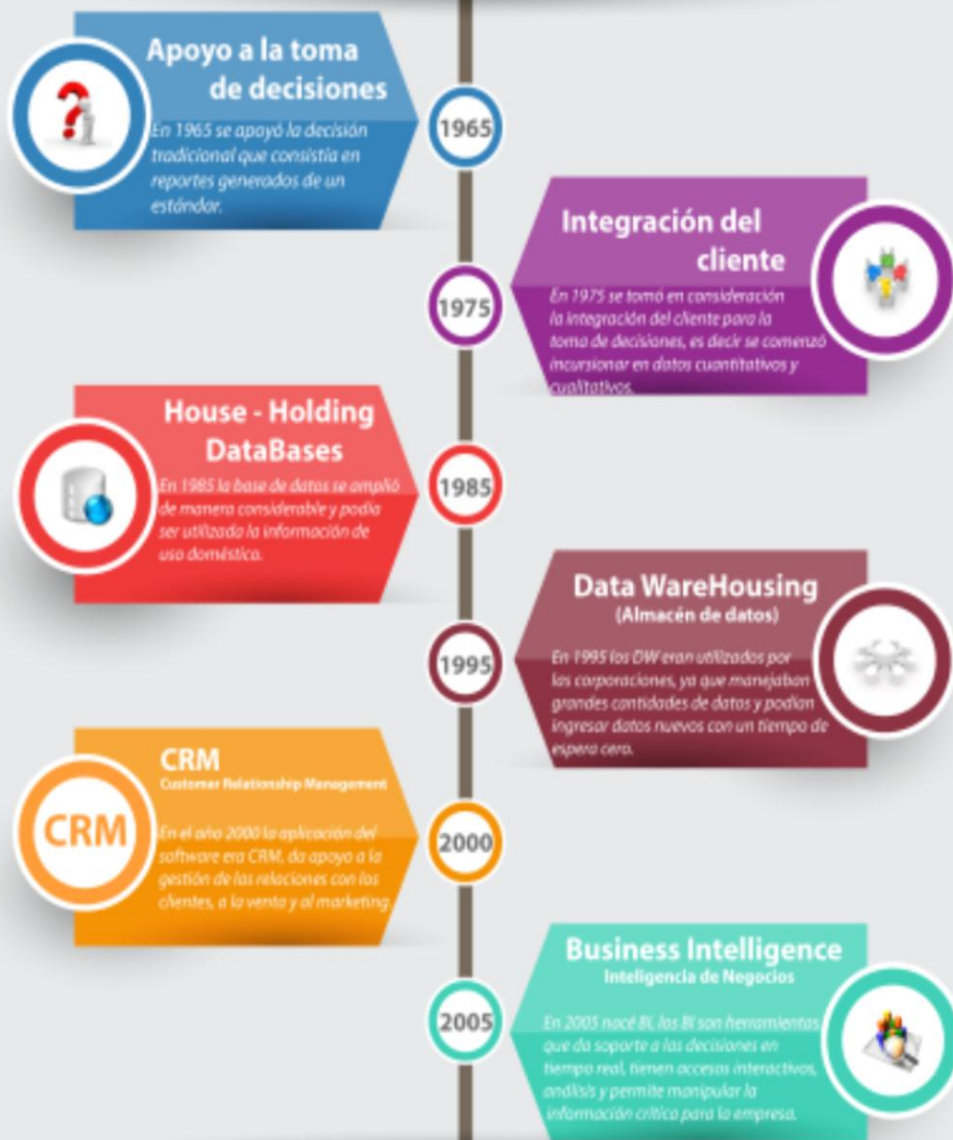 Apoyo a la toma
de decisiones
En 1965 se apoyó la decisión
tradicional que consistía en
reportes generados de un
estándar.
1965
Integración del
cliente
En 1975 se tomó en consideración
la integración del cliente para la
toma de decisiones, es decir se comenzó
incursionar en datos cuantitativos y
cualitativos.
1975
House - Holding
DataBases
En 1985 la base de datos se amplió
de manera considerable y podía
ser utilizada la información de
uso doméstico.
1985
Data WareHousing
(Almacén de datos)
En 1995 los DW eran utilizados por
las corporaciones, ya que manejaban
grandes cantidades de datos y podían
ingresar datos nuevos con un tiempo de
espera cero.
1995
CRM
Customer Relationship Management
CRM
En el año 2000 la aplicación del
software era CRM, da apoyo a la
gestión de las relaciones con los
clientes, a la venta y al marketing.
2000
Business Intelligence
Inteligencia de Negocios
En 2005 nacé BI, los BI son herramientas
que da soporte a las decisiones en
tiempo real, tienen accesos interactivos,
análisis y permite manipular la
información crítica para la empresa.
2005